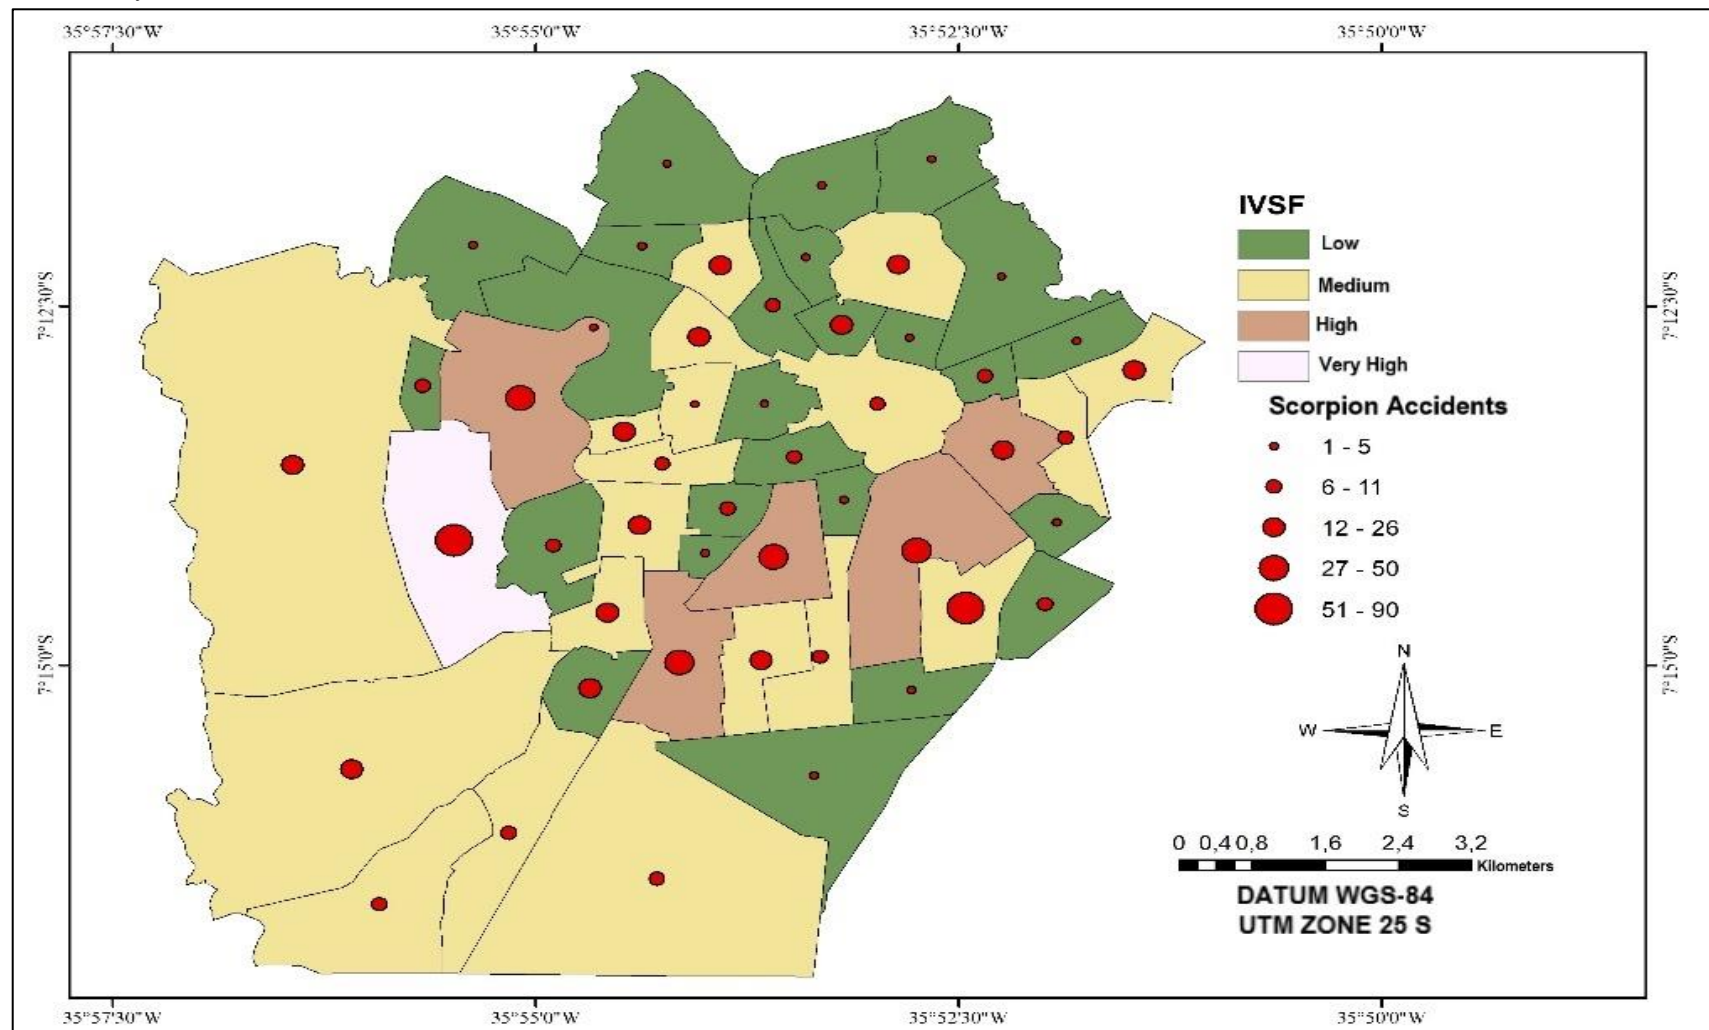 35°57'30"W 35°55'0"W 35°52'30"W 35°50'0"W
7°12'30"S 7°12'30"S
7°15'0"S 7°15'0"S
IVSF
Low
Medium
High
Very High
Scorpion Accidents
1 - 5
6 - 11
12 - 26
27 - 50
51 - 90
N
W E
S
0 0,4 0,8 1,6 2,4 3,2
Kilometers
DATUM WGS-84
UTM ZONE 25 S
35°57'30"W 35°55'0"W 35°52'30"W 35°50'0"W